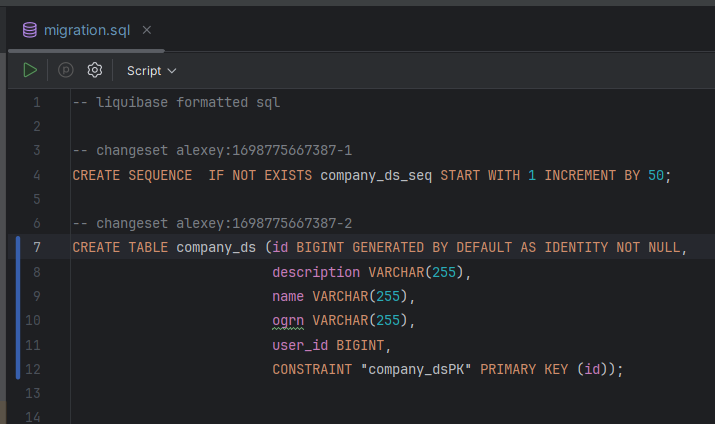 migration.sql
Script
1 -- liquibase formatted sql
2
3 -- changeset alexey:1698775667387-1
4 CREATE SEQUENCE  IF NOT EXISTS company_ds_seq START WITH 1 INCREMENT BY 50;
5
6 -- changeset alexey:1698775667387-2
7 CREATE TABLE company_ds (id BIGINT GENERATED BY DEFAULT AS IDENTITY NOT NULL,
8                          description VARCHAR(255),
9                          name VARCHAR(255),
10                         ogrn VARCHAR(255),
11                         user_id BIGINT,
12                         CONSTRAINT "company_dsPK" PRIMARY KEY (id));
13
14